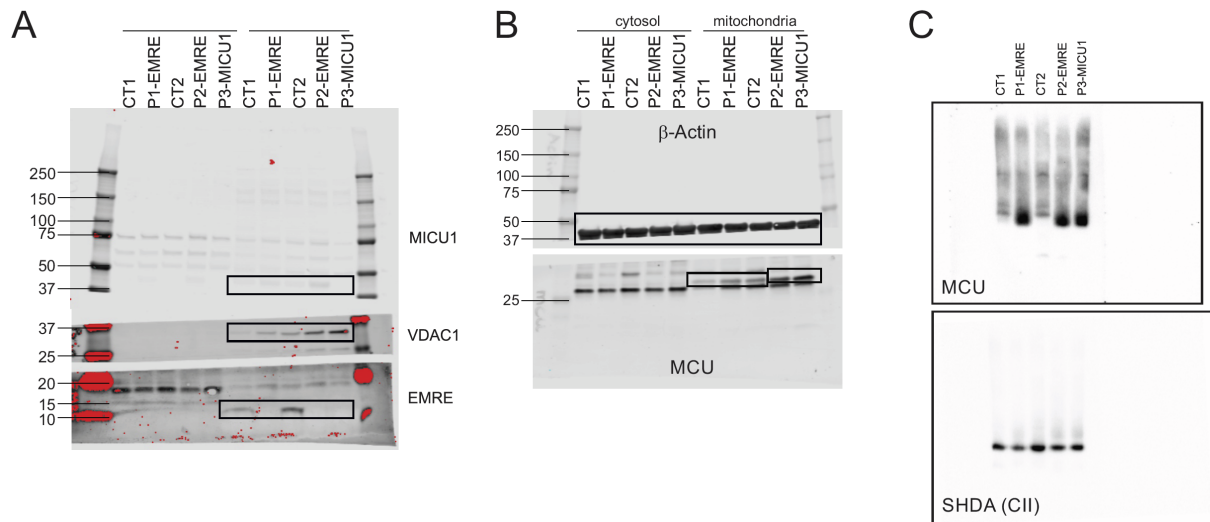 A
CT1
P1-EMRE
CT2
P2-EMRE
P3-MICU1
CT1
P1-EMRE
CT2
P2-EMRE
P3-MICU1
250
150
100
75
50
37
MICU1
37
25
VDAC1
20
15
10
EMRE
B
cytosol
mitochondria
CT1
P1-EMRE
CT2
P2-EMRE
P3-MICU1
CT1
P1-EMRE
CT2
P2-EMRE
P3-MICU1
β-Actin
250
150
100
75
50
37
25
MCU
C
CT1
P1-EMRE
CT2
P2-EMRE
P3-MICU1
MCU
SHDA (CII)